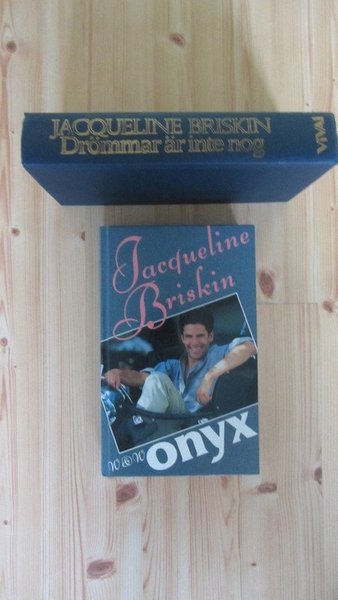 JACQUELINE BRISKIN
Drömmar är inte nog
VIVA!
Jacqueline
Briskin
W&W
onyx